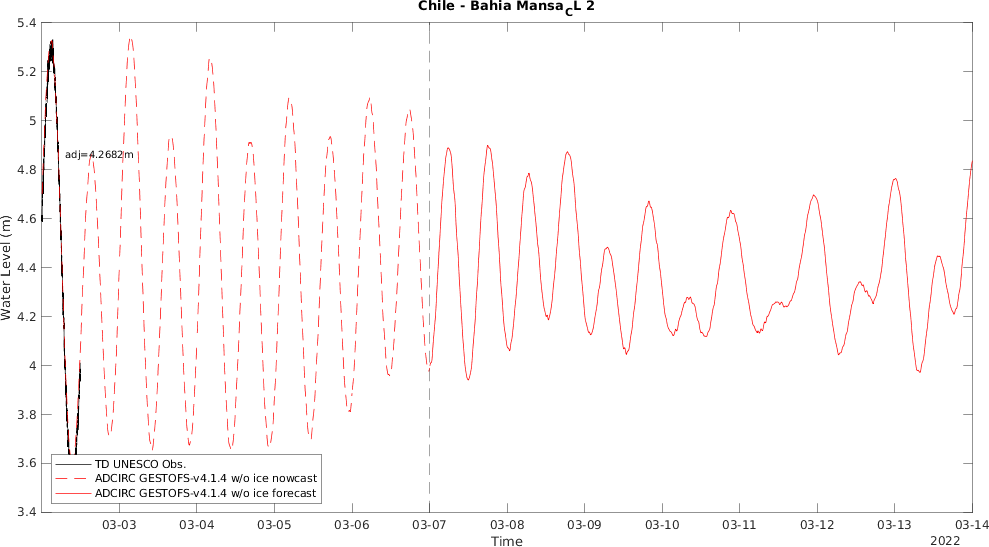 Chile - Bahia MansaCL 2
5.4
5.2
5
4.8
4.6
4.4
4.2
4
3.8
3.6
3.4
Water Level (m)
adj=4.2682m
TD UNESCO Obs.
ADCIRC GESTOFS-v4.1.4 w/o ice nowcast
ADCIRC GESTOFS-v4.1.4 w/o ice forecast
03-03 03-04 03-05 03-06 03-07 03-08 03-09 03-10 03-11 03-12 03-13 03-14
Time
2022